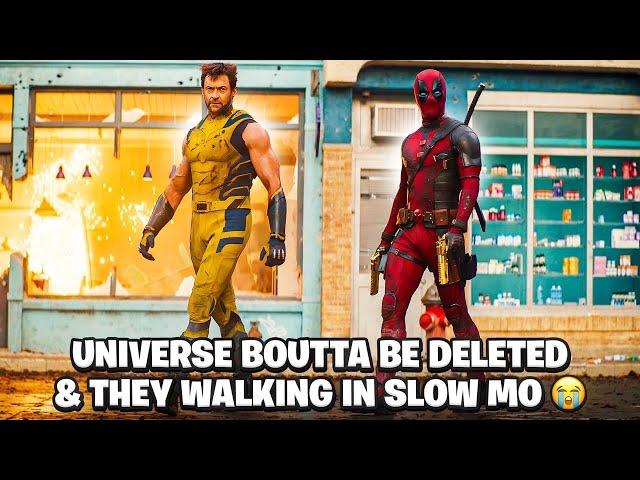 UNIVERSE BOUTTA BE DELETED
& THEY WALKING IN SLOW MO 😭